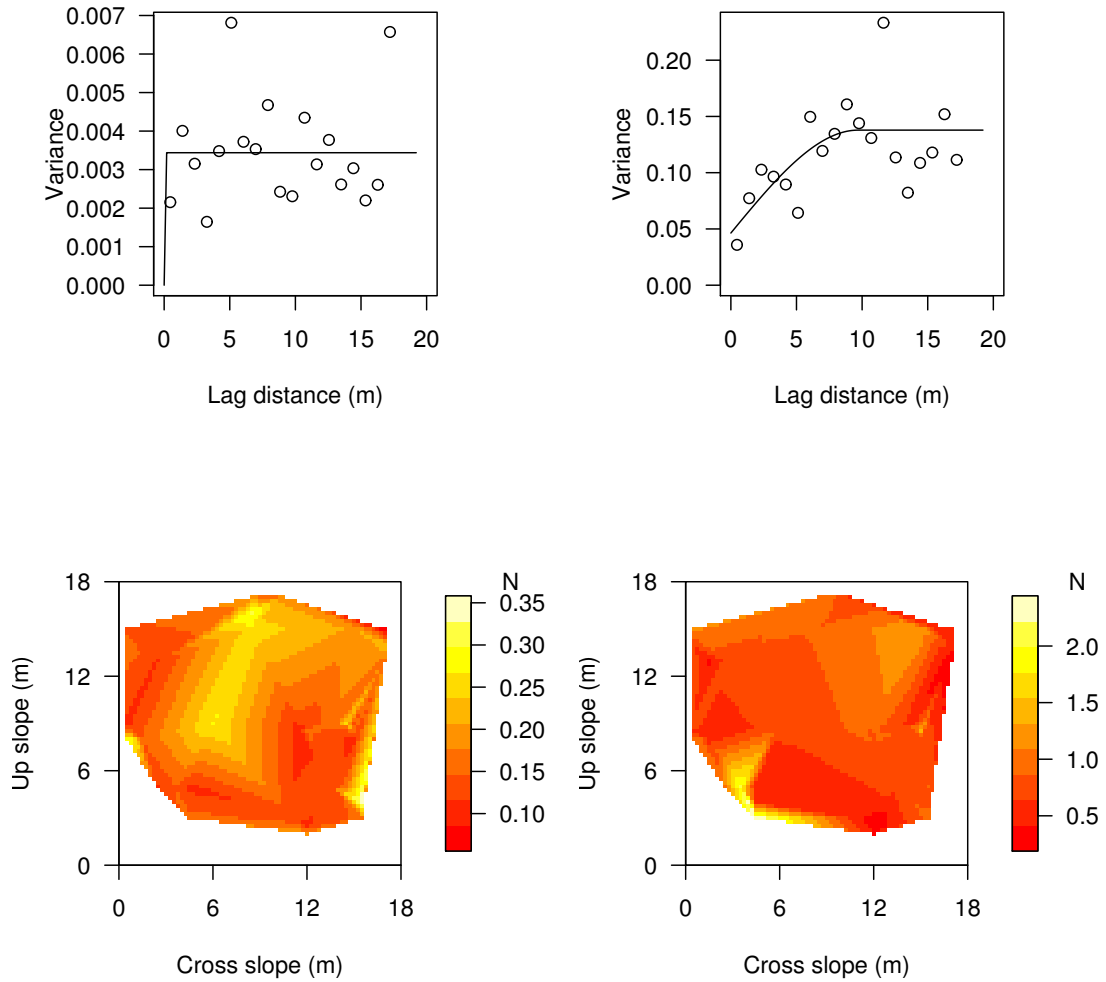 0.007
0.006
0.005
0.004
0.003
0.002
0.001
0.000
Variance
0 5 10 15 20
Lag distance (m)
0.20
0.15
0.10
0.05
0.00
Variance
0 5 10 15 20
Lag distance (m)
18
12
6
0
Up slope (m)
0 6 12 18
Cross slope (m)
N
0.35
0.30
0.25
0.20
0.15
0.10
18
12
6
0
Up slope (m)
0 6 12 18
Cross slope (m)
N
2.0
1.5
1.0
0.5